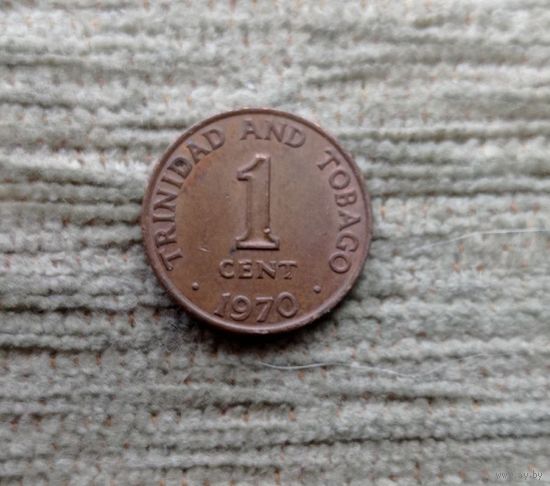 TRINIDAD AND TOBAGO
1
CENT
· 1970 ·